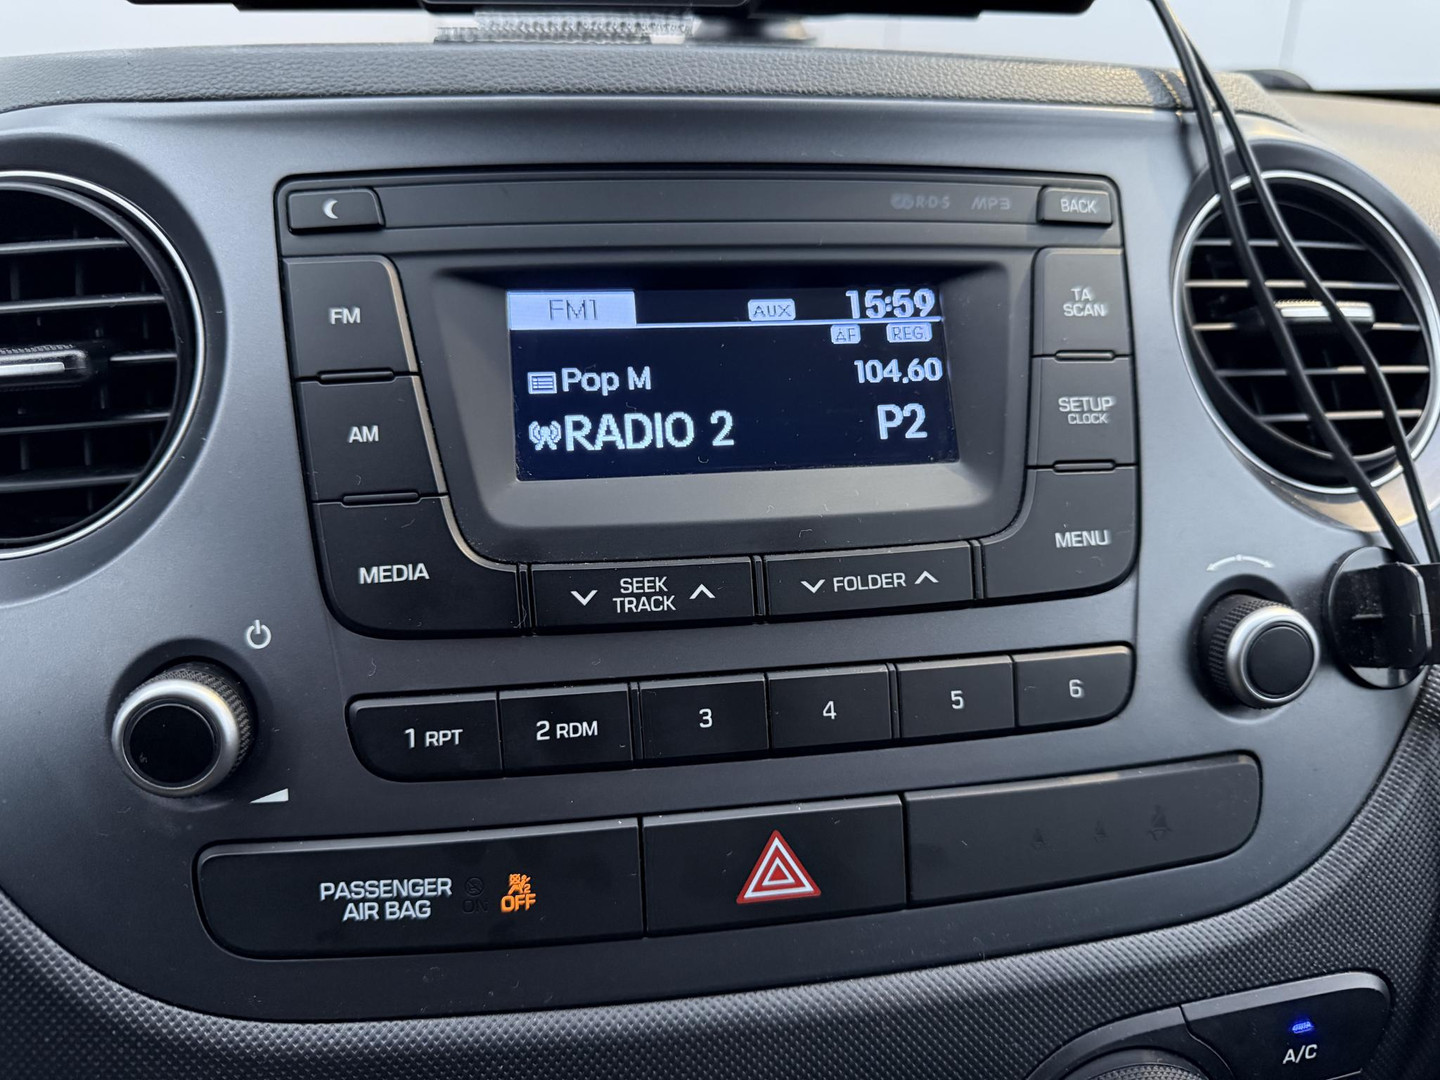 R·D·S MP3 BACK
FM
AM
MEDIA
FM1 AUX 15:59
AF REG.
Pop M 104.60
RADIO 2 P2
TA
SCAN
SETUP
CLOCK
MENU
SEEK
TRACK
FOLDER
1 RPT 2 RDM 3 4 5 6
PASSENGER
AIR BAG
ON
2
OFF
A/C